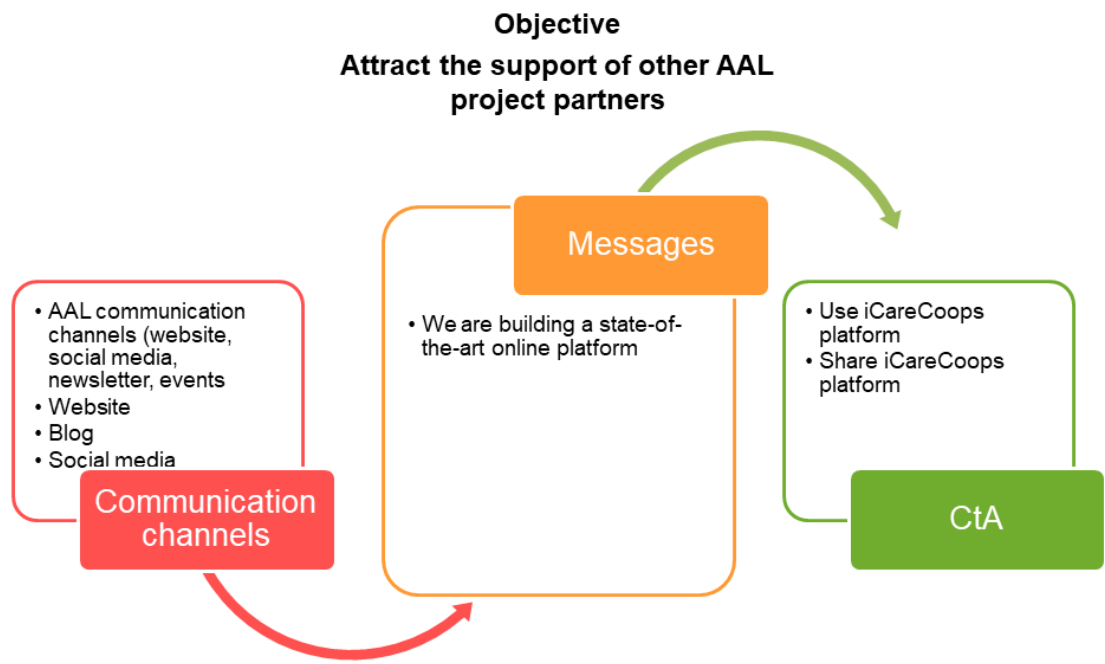 Objective
Attract the support of other AAL
project partners
• AAL communication
channels (website,
social media,
newsletter, events
• Website
• Blog
• Social media
Communication
channels
Messages
• We are building a state-of-
the-art online platform
• Use iCareCoops
platform
• Share iCareCoops
platform
CtA